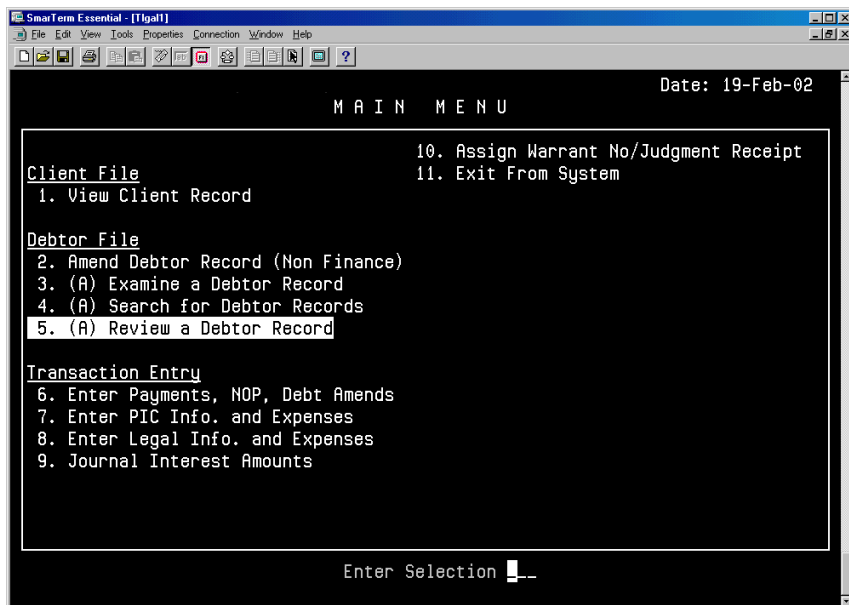 SmarTerm Essential - [Tlgal1]
File Edit View Tools Properties Connection Window Help
Date: 19-Feb-02
MAIN MENU
10. Assign Warrant No/Judgment Receipt
11. Exit From System
Client File
1. View Client Record
Debtor File
2. Amend Debtor Record (Non Finance)
3. (A) Examine a Debtor Record
4. (A) Search for Debtor Records
5. (A) Review a Debtor Record
Transaction Entry
6. Enter Payments, NOP, Debt Amends
7. Enter PIC Info. and Expenses
8. Enter Legal Info. and Expenses
9. Journal Interest Amounts
Enter Selection